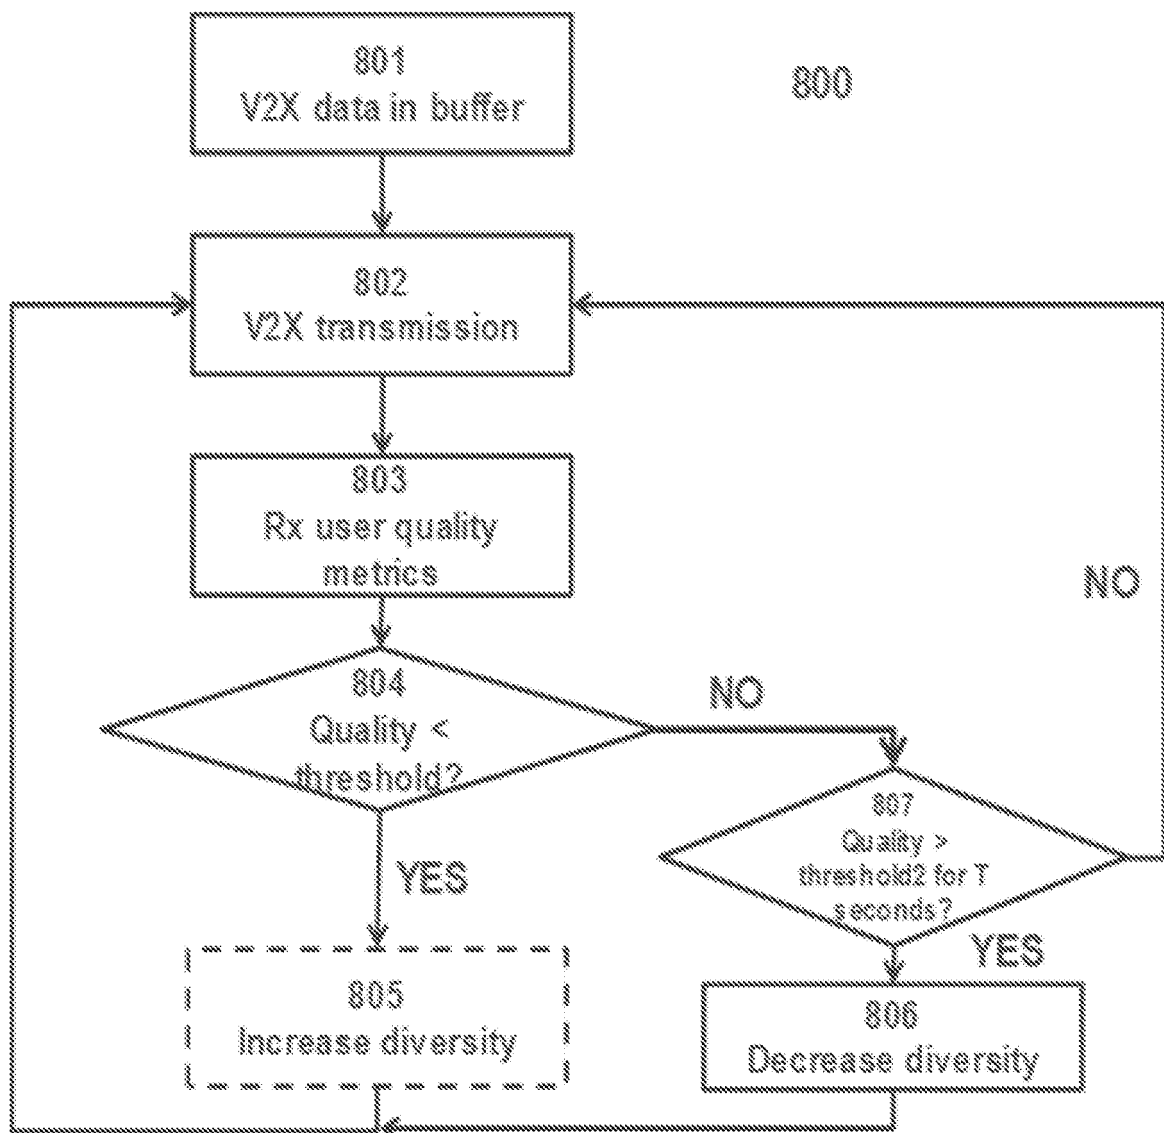 801
V2X data in buffer
800
802
V2X transmission
803
Rx user quality
metrics
NO
804
Quality <
threshold?
NO
807
Quality >
threshold2 for T
seconds?
YES
YES
805
Increase diversity
806
Decrease diversity